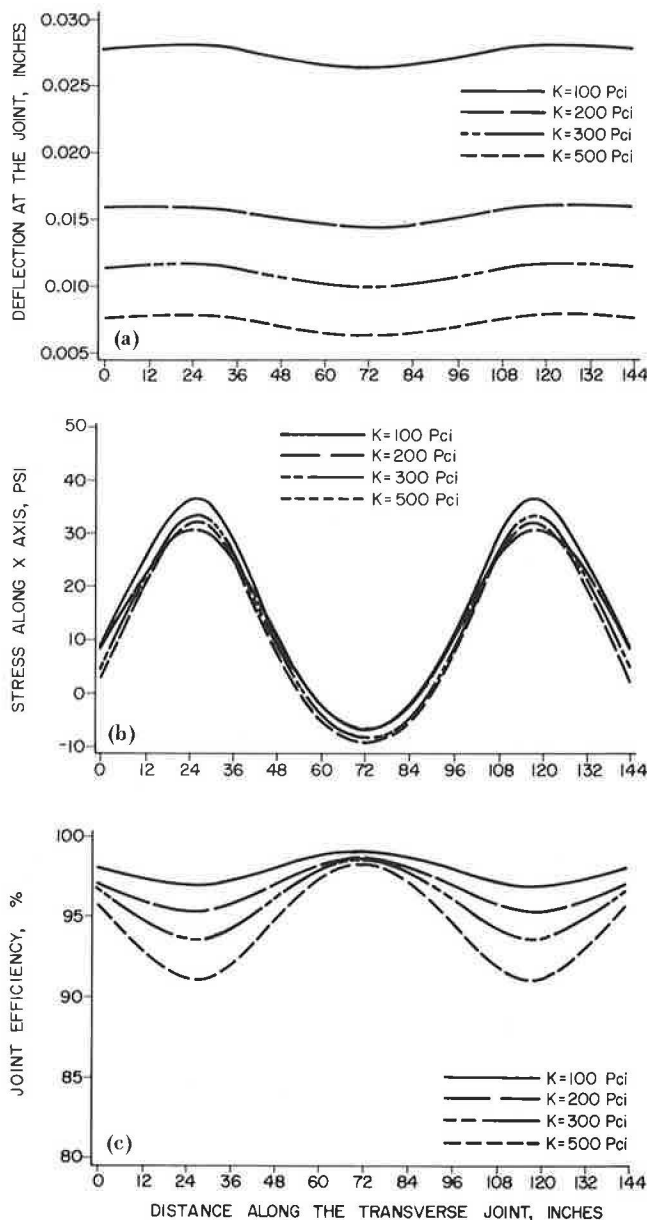 DEFLECTION AT THE JOINT, INCHES
0.030
0.025
0.020
0.015
0.010
0.005
K=100 Pci
K=200 Pci
K=300 Pci
K=500 Pci
(a)
0 12 24 36 48 60 72 84 96 108 120 132 144
STRESS ALONG X AXIS, PSI
50
40
30
20
10
0
-10
K=100 Pci
K=200 Pci
K=300 Pci
K=500 Pci
(b)
0 12 24 36 48 60 72 84 96 108 120 132 144
JOINT EFFICIENCY, %
100
95
90
85
80
K=100 Pci
K=200 Pci
K=300 Pci
K=500 Pci
(c)
0 12 24 36 48 60 72 84 96 108 120 132 144
DISTANCE ALONG THE TRANSVERSE JOINT, INCHES